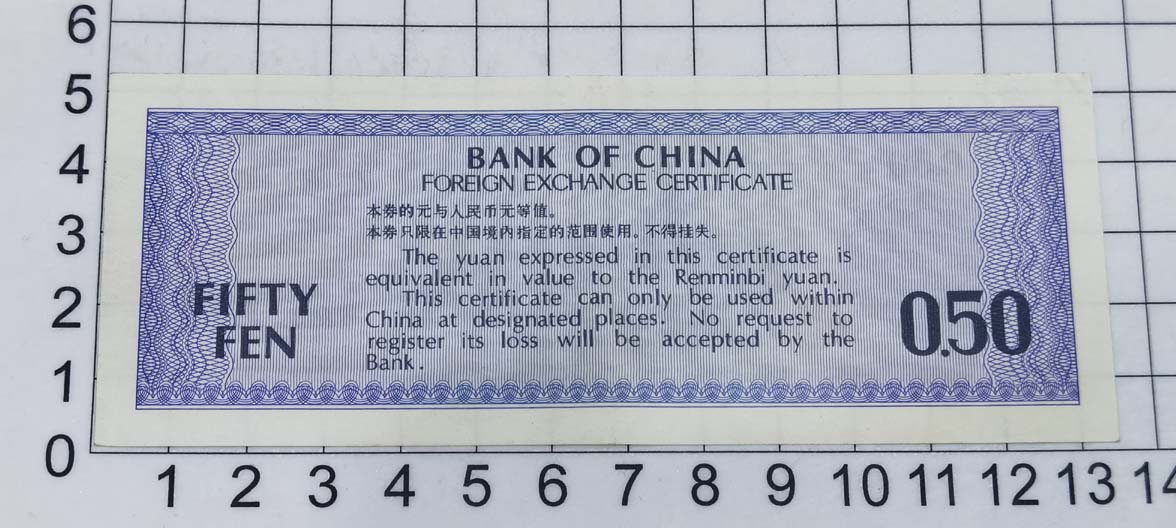 6
5
4
3
2
1
0
BANK OF CHINA
FOREIGN EXCHANGE CERTIFICATE
本券的元与人民币元等值。
本券只限在中国境内指定的范围使用。不得挂失。
The yuan expressed in this certificate is
equivalent in value to the Renminbi yuan.
This certificate can only be used within
China at designated places. No request to
register its loss will be accepted by the
Bank.
FIFTY
FEN
0.50
1 2 3 4 5 6 7 8 9 10 11 12 13 14